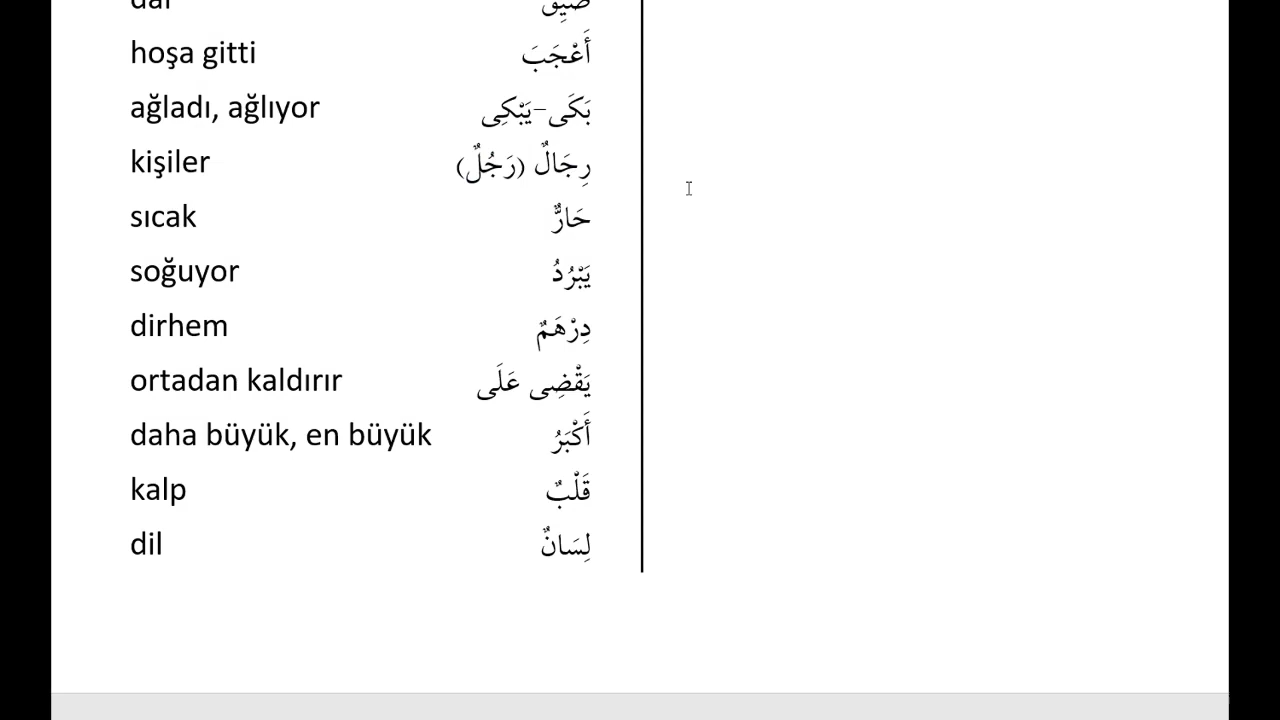 dar ضَيِّقٌ
hoşa gitti أَعْجَبَ
ağladı, ağlıyor بَكَى-يَبْكِى
kişiler رِجَالٌ (رَجُلٌ)
sıcak حَارٌّ
soğuyor يَبْرُدُ
dirhem دِرْهَمٌ
ortadan kaldırır يَقْضِى عَلَى
daha büyük, en büyük أَكْبَرُ
kalp قَلْبٌ
dil لِسَانٌ